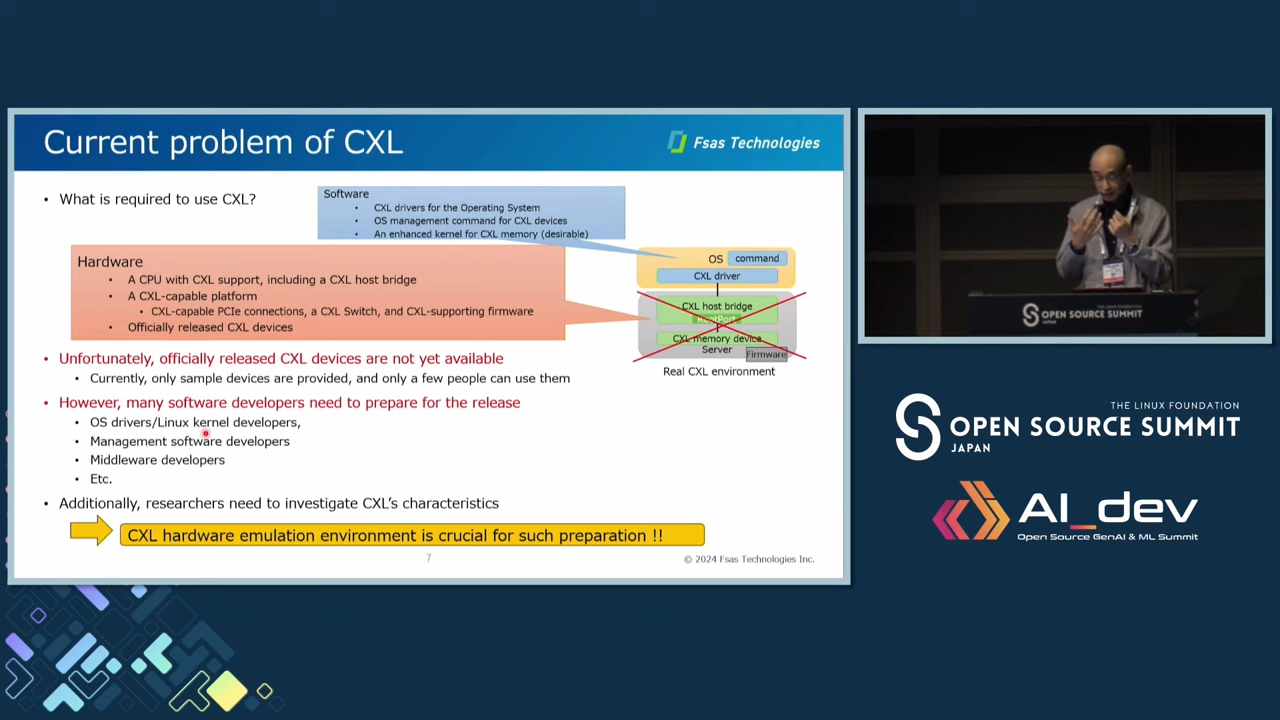 Current problem of CXL
Fsas Technologies
• What is required to use CXL?
Software
• CXL drivers for the Operating System
• OS management command for CXL devices
• An enhanced kernel for CXL memory (desirable)
Hardware
• A CPU with CXL support, including a CXL host bridge
• A CXL-capable platform
• CXL-capable PCIe connections, a CXL Switch, and CXL-supporting firmware
• Officially released CXL devices
OS
command
CXL driver
CXL host bridge
RootPort
CXL memory device
Server
Firmware
Real CXL environment
• Unfortunately, officially released CXL devices are not yet available
• Currently, only sample devices are provided, and only a few people can use them
• However, many software developers need to prepare for the release
• OS drivers/Linux kernel developers,
• Management software developers
• Middleware developers
• Etc.
• Additionally, researchers need to investigate CXL's characteristics
CXL hardware emulation environment is crucial for such preparation !!
7
© 2024 Fsas Technologies Inc.
THE LINUX FOUNDATION
OPEN SOURCE SUMMIT
JAPAN
THE LINUX FOUNDATION
OPEN SOURCE SUMMIT
JAPAN
AI_dev
Open Source GenAI & ML Summit